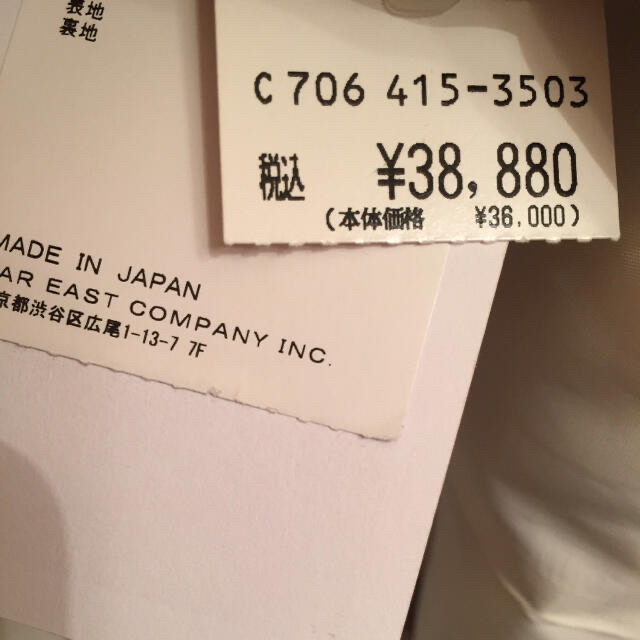 表地
裏地
C706 415-3503
税込 ¥38,880
(本体価格 ¥36,000)
MADE IN JAPAN
AR EAST COMPANY INC.
京都渋谷区広尾1-13-7 7F